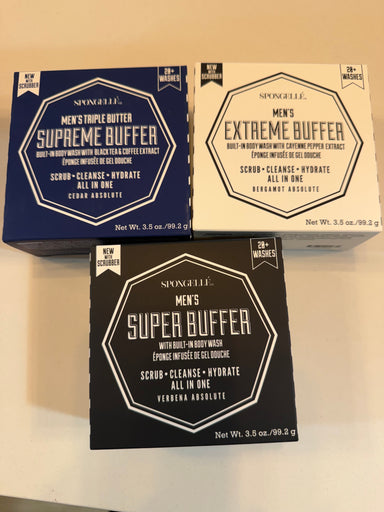 NEW
WITH
SCRUBBER
20+
WASHES
SPONGELLÉ
MEN'S TRIPLE BUTTER
SUPREME BUFFER
BUILT-IN BODY WASH WITH BLACK TEA & COFFEE EXTRACT
ÉPONGE INFUSÉE DE GEL DOUCHE
SCRUB • CLEANSE • HYDRATE
ALL IN ONE
CEDAR ABSOLUTE
Net Wt. 3.5 oz./99.2 g
NEW
WITH
SCRUBBER
20+
WASHES
SPONGELLÉ
MEN'S
EXTREME BUFFER
BUILT-IN BODY WASH WITH CAYENNE PEPPER EXTRACT
ÉPONGE INFUSÉE DE GEL DOUCHE
SCRUB • CLEANSE • HYDRATE
ALL IN ONE
BERGAMOT ABSOLUTE
Net Wt. 3.5 oz./99.2 g
NEW
WITH
SCRUBBER
20+
WASHES
SPONGELLÉ
MEN'S
SUPER BUFFER
WITH BUILT-IN BODY WASH
ÉPONGE INFUSÉE DE GEL DOUCHE
SCRUB • CLEANSE • HYDRATE
ALL IN ONE
VERBENA ABSOLUTE
Net Wt. 3.5 oz./99.2 g